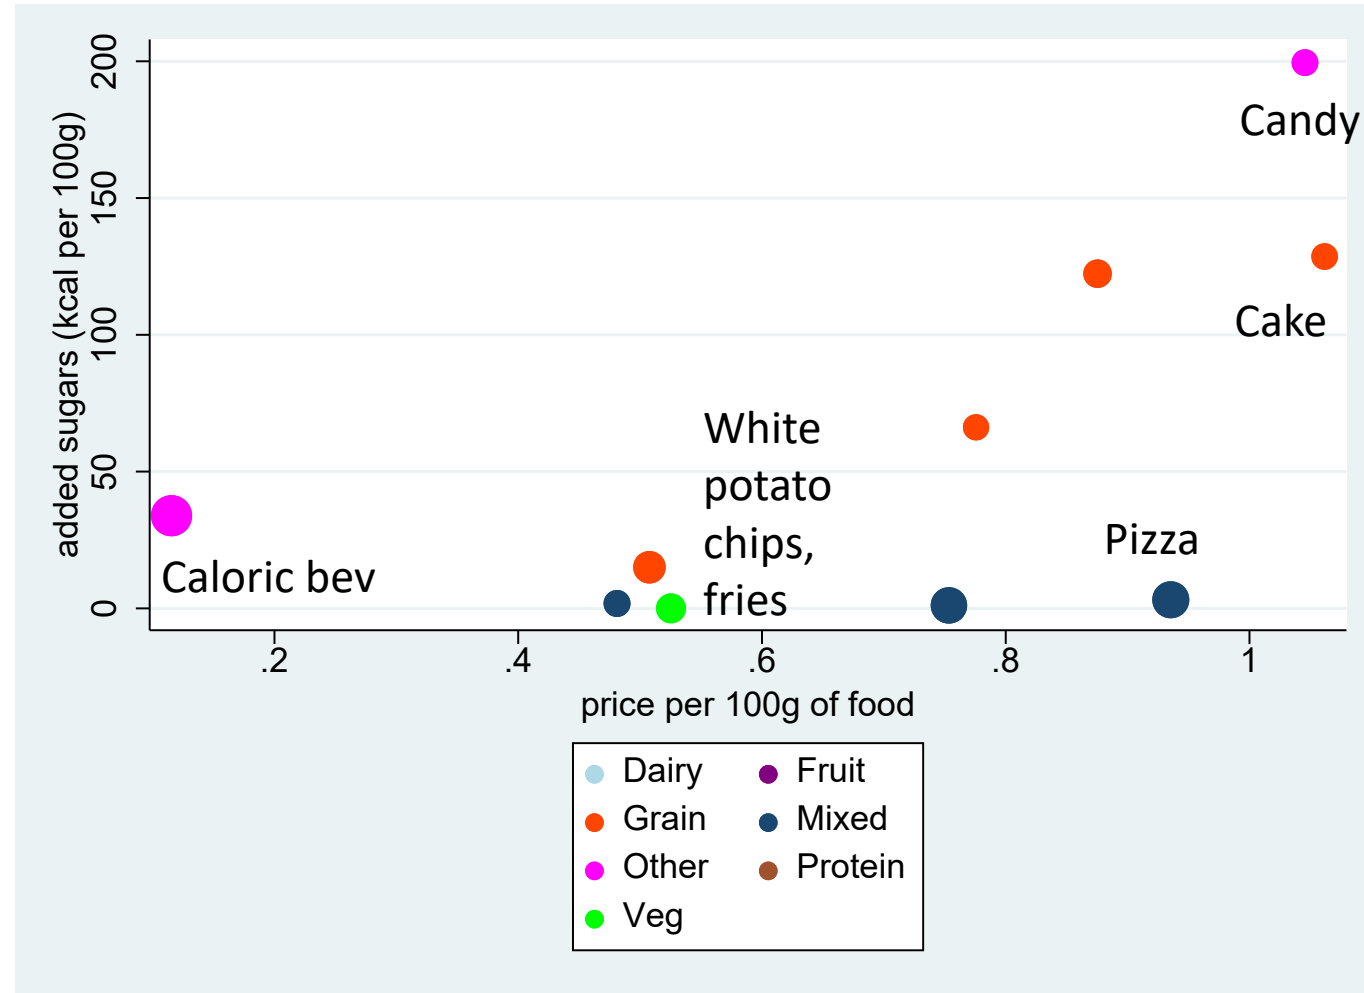 200
150
100
50
0
added sugars (kcal per 100g)
Candy
Cake
White
potato
chips,
fries
Pizza
Caloric bev
.2 .4 .6 .8 1
price per 100g of food
Dairy Fruit
Grain Mixed
Other Protein
Veg